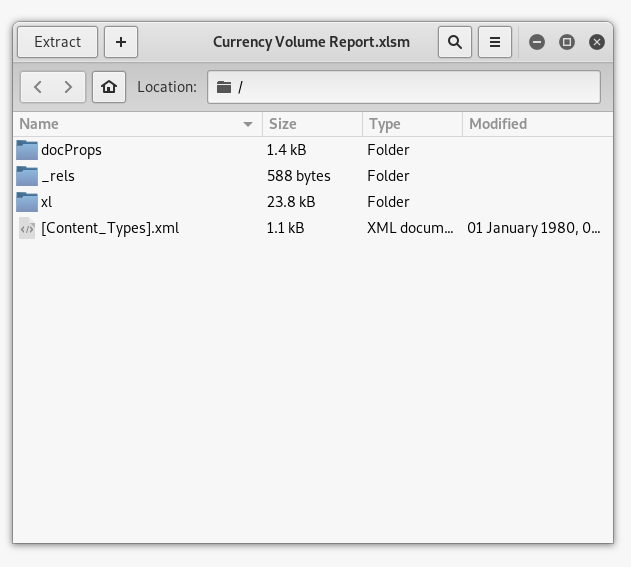 Extract + Currency Volume Report.xlsm
Location: /
Name Size Type Modified
docProps 1.4 kB Folder
_rels 588 bytes Folder
xl 23.8 kB Folder
[Content_Types].xml 1.1 kB XML docum... 01 January 1980, 0...